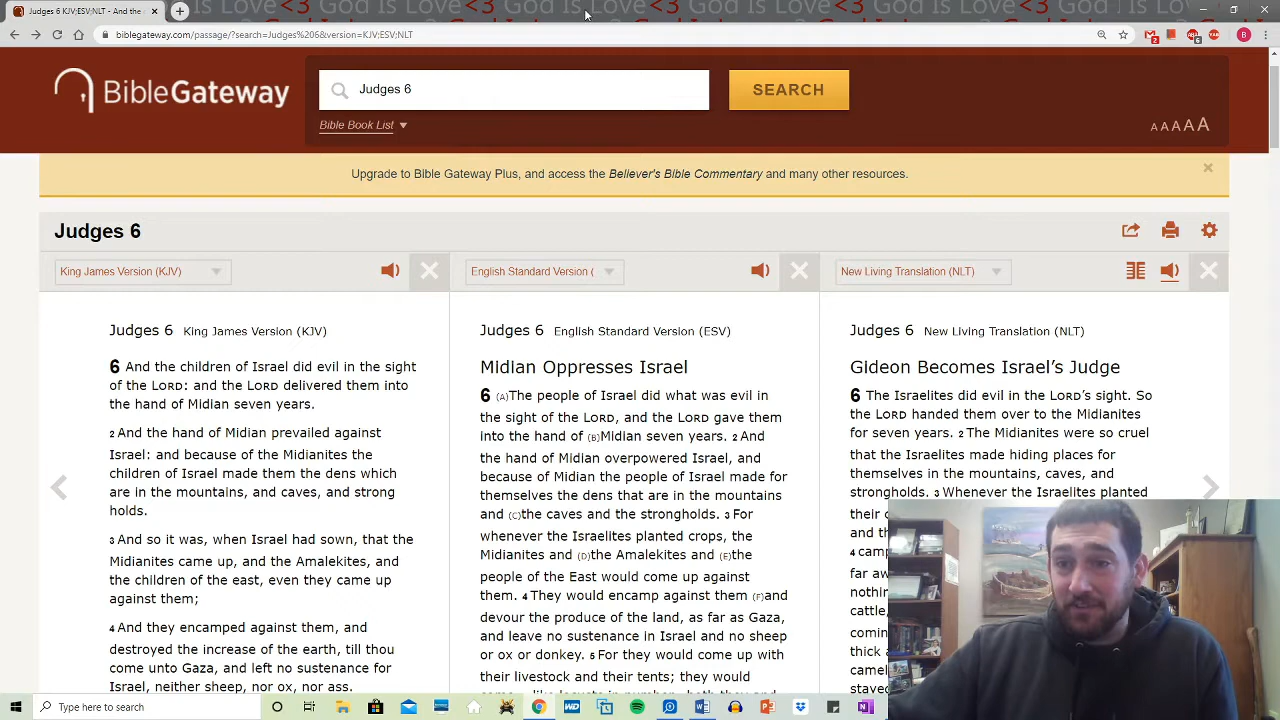 Is Love<3 God Is Love<3 God Is Love<3 God Is Love<3 God Is Love<3 God Is Lov
Judges 6 KJV;ESV;NLT - And the c
biblegateway.com/passage/?search=Judges%206&version=KJV;ESV;NLT
BibleGateway
Judges 6
SEARCH
Bible Book List
A A A A A
Upgrade to Bible Gateway Plus, and access the Believer's Bible Commentary and many other resources.
Judges 6
King James Version (KJV)
English Standard Version (
New Living Translation (NLT)
Judges 6 King James Version (KJV)
6 And the children of Israel did evil in the sight
of the LORD: and the LORD delivered them into
the hand of Midian seven years.
2 And the hand of Midian prevailed against
Israel: and because of the Midianites the
children of Israel made them the dens which
are in the mountains, and caves, and strong
holds.
3 And so it was, when Israel had sown, that the
Midianites came up, and the Amalekites, and
the children of the east, even they came up
against them;
4 And they encamped against them, and
destroyed the increase of the earth, till thou
come unto Gaza, and left no sustenance for
Israel, neither sheep, nor ox, nor ass.
Judges 6 English Standard Version (ESV)
Midian Oppresses Israel
6 (A)The people of Israel did what was evil in
the sight of the LORD, and the LORD gave them
into the hand of (B)Midian seven years. 2 And
the hand of Midian overpowered Israel, and
because of Midian the people of Israel made for
themselves the dens that are in the mountains
and (C)the caves and the strongholds. 3 For
whenever the Israelites planted crops, the
Midianites and (D)the Amalekites and (E)the
people of the East would come up against
them. 4 They would encamp against them (F)and
devour the produce of the land, as far as Gaza,
and leave no sustenance in Israel and no sheep
or ox or donkey. 5 For they would come up with
their livestock and their tents; they would
Judges 6 New Living Translation (NLT)
Gideon Becomes Israel's Judge
6 The Israelites did evil in the LORD's sight. So
the LORD handed them over to the Midianites
for seven years. 2 The Midianites were so cruel
that the Israelites made hiding places for
themselves in the mountains, caves, and
strongholds. 3 Whenever the Israelites planted
their
and th
4 camp
far aw
nothin
cattle,
comin
thick a
camel
stayed
Type here to search